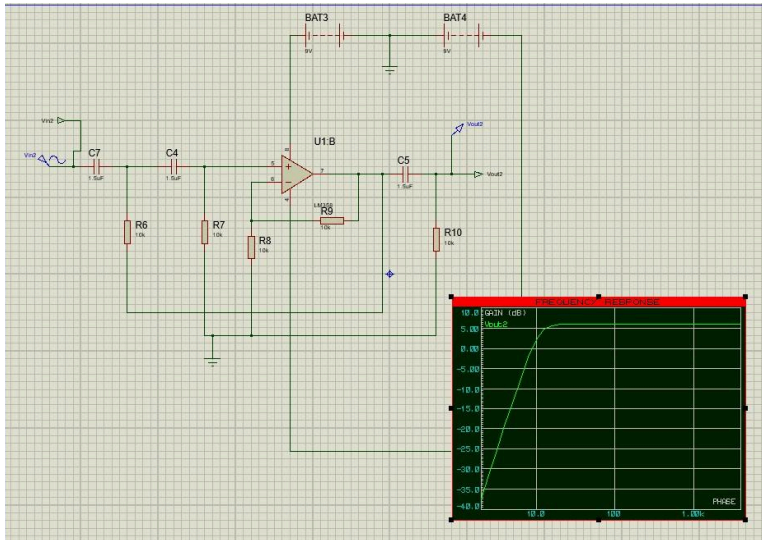 BAT3
BAT4
9V
9V
Vin2
U1:B
Vout2
Vin2
C7
C4
C5
8
5
6
7
4
Vout2
1.5uF
1.5uF
1.5uF
LM358
R9
10k
R6
10k
R7
10k
R8
10k
R10
10k
FREQUENCY RESPONSE
10.0
GAIN (dB)
5.00
Vout2
0.00
-5.00
-10.0
-15.0
-20.0
-25.0
-30.0
-35.0
-40.0
PHASE
10.0
100
1.00k